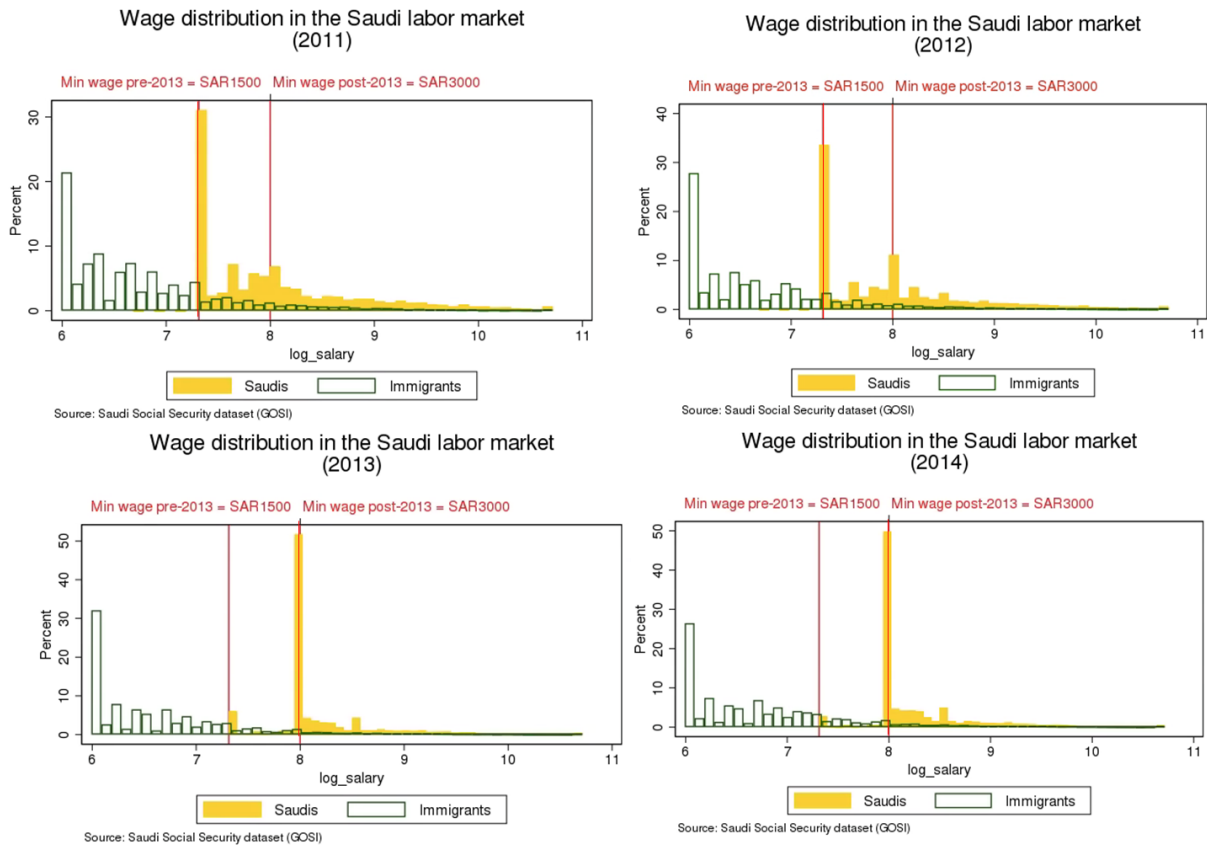 Wage distribution in the Saudi labor market
(2011)
Min wage pre-2013 = SAR1500 Min wage post-2013 = SAR3000
30
20
10
0
Percent
6 7 8 9 10 11
log_salary
Saudis Immigrants
Source: Saudi Social Security dataset (GOSI)
Wage distribution in the Saudi labor market
(2012)
Min wage pre-2013 = SAR1500 Min wage post-2013 = SAR3000
40
30
20
10
0
Percent
6 7 8 9 10 11
log_salary
Saudis Immigrants
Source: Saudi Social Security dataset (GOSI)
Wage distribution in the Saudi labor market
(2013)
Min wage pre-2013 = SAR1500 Min wage post-2013 = SAR3000
50
40
30
20
10
0
Percent
6 7 8 9 10 11
log_salary
Saudis Immigrants
Source: Saudi Social Security dataset (GOSI)
Wage distribution in the Saudi labor market
(2014)
Min wage pre-2013 = SAR1500 Min wage post-2013 = SAR3000
50
40
30
20
10
0
Percent
6 7 8 9 10 11
log_salary
Saudis Immigrants
Source: Saudi Social Security dataset (GOSI)